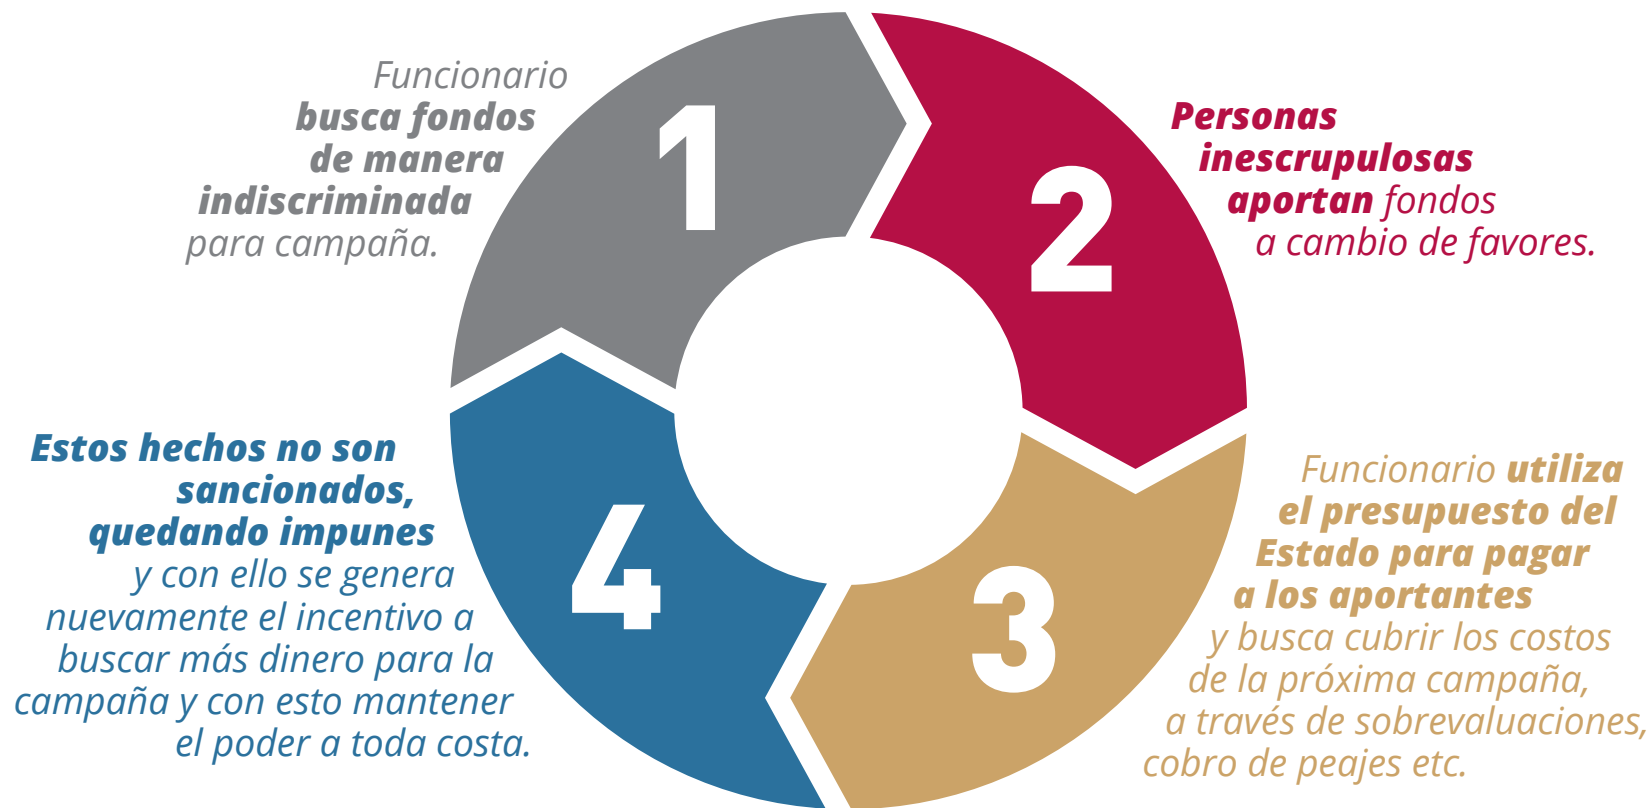 1
Funcionario
busca fondos
de manera
indiscriminada
para campaña.
2
Personas
inescrupulosas
aportan fondos
a cambio de favores.
3
Funcionario utiliza
el presupuesto del
Estado para pagar
a los aportantes
y busca cubrir los costos
de la próxima campaña,
a través de sobrevaluaciones,
cobro de peajes etc.
4
Estos hechos no son
sancionados,
quedando impunes
y con ello se genera
nuevamente el incentivo a
buscar más dinero para la
campaña y con esto mantener
el poder a toda costa.